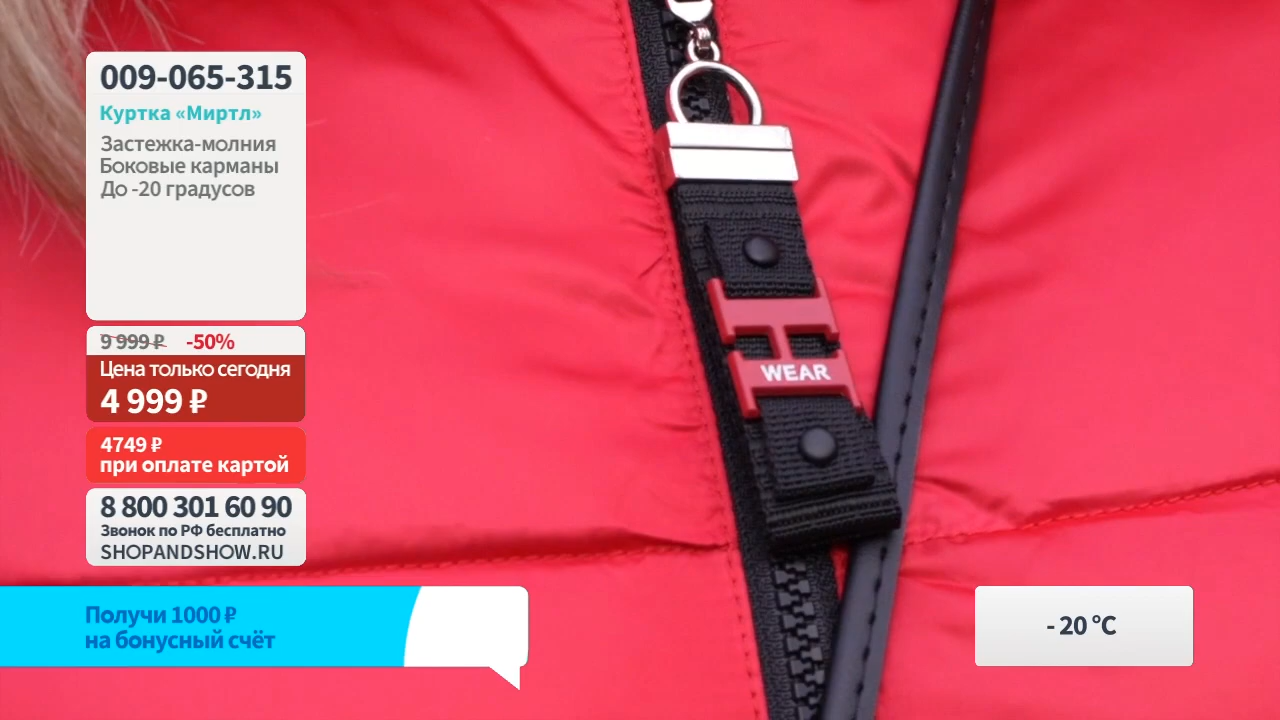 009-065-315
Куртка «Миртл»
Застежка-молния
Боковые карманы
До -20 градусов
9 999 ₽ -50%
Цена только сегодня
4 999 ₽
4749 ₽
при оплате картой
8 800 301 60 90
Звонок по РФ бесплатно
SHOPANDSHOW.RU
Получи 1000 ₽
на бонусный счёт
WEAR
- 20 °C